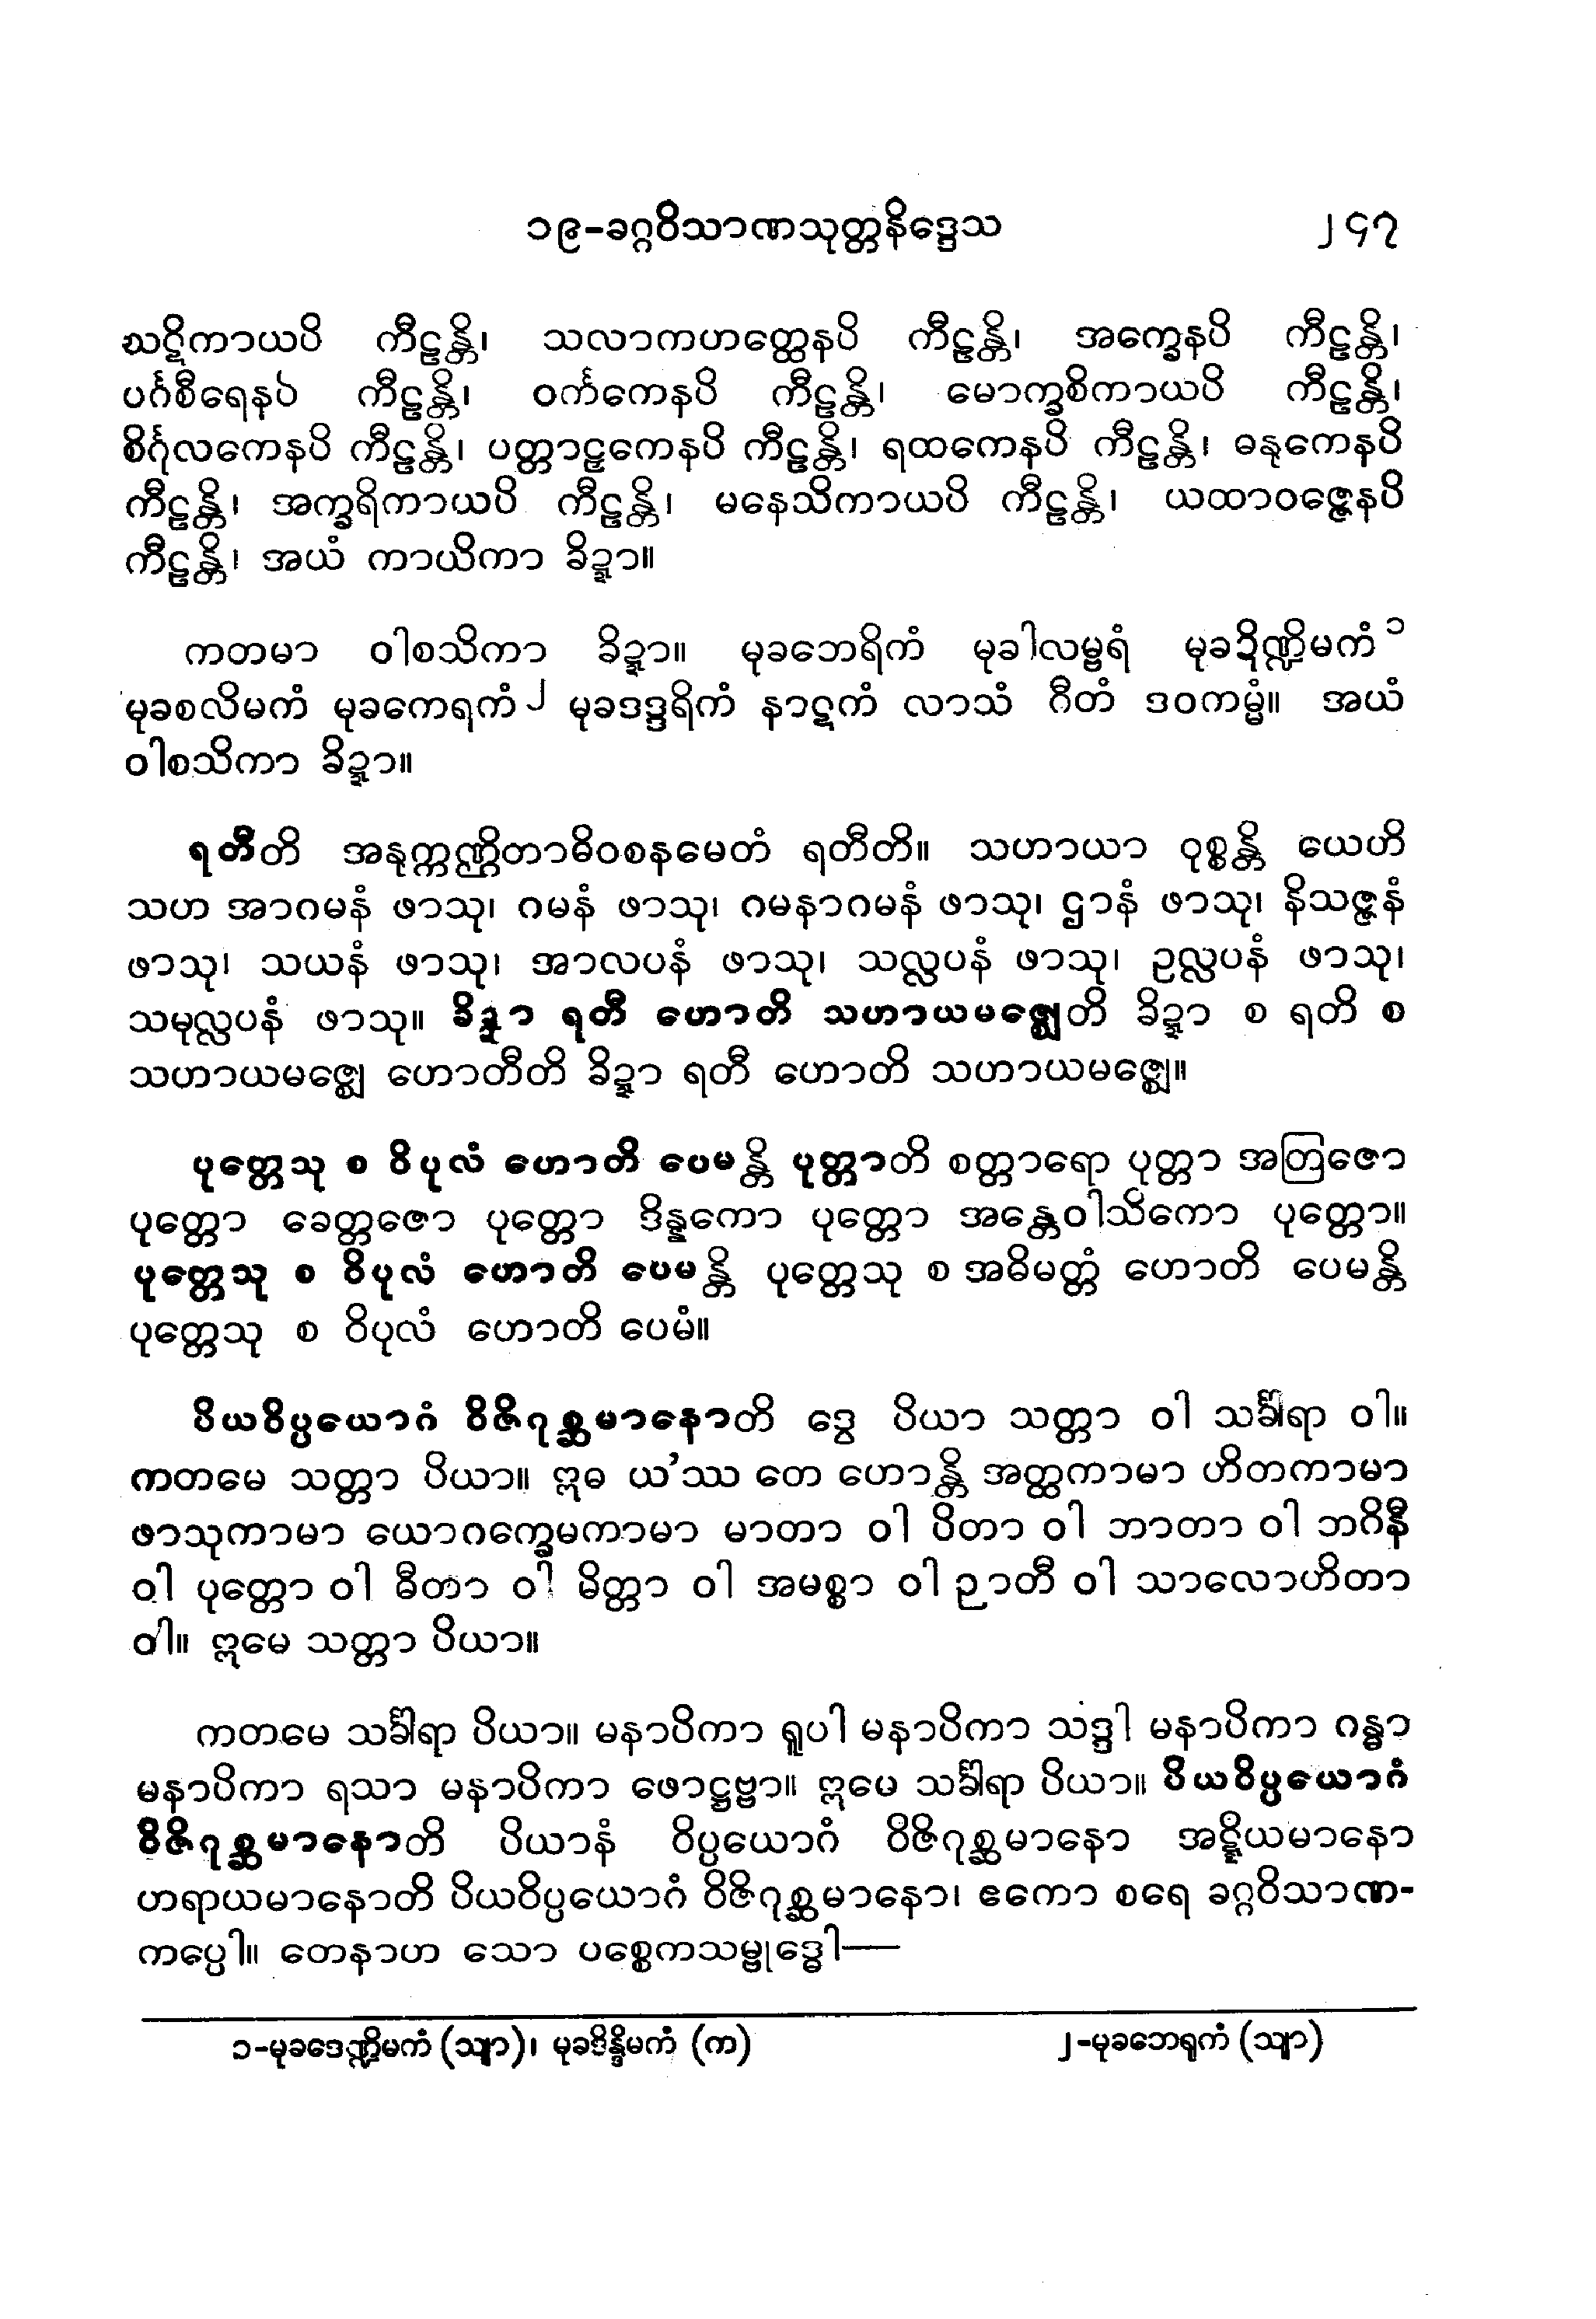 ၁၉-ခဂ္ဂဝိသာဏသုတ္တနိဒ္ဒေသ ၂၄၇
ဃဋိကာယပိ ကီဠန္တိ၊ သလာကဟတ္ထေနပိ ကီဠန္တိ၊ အက္ခေနပိ ကီဠန္တိ၊
ပင်္ဂစီရေနပိ ကီဠန္တိ၊ ဝင်္ကကေနပိ ကီဠန္တိ၊ မောက္ခစိကာယပိ ကီဠန္တိ၊
စိင်္ဂုလကေနပိ ကီဠန္တိ၊ ပတ္တာဠှကေနပိ ကီဠန္တိ၊ ရထကေနပိ ကီဠန္တိ၊ ဓနုကေနပိ
ကီဠန္တိ၊ အက္ခရိကာယပိ ကီဠန္တိ၊ မနေသိကာယပိ ကီဠန္တိ၊ ယထာဝဇ္ဇေနပိ
ကီဠန္တိ၊ အယံ ကာယိကာ ခိဍ္ဍာ။
ကတမာ ဝါစသိကာ ခိဍ္ဍာ။ မုခဘေရိကံ မုခါလမ္ဗရံ မုခဍိဏ္ဍိမကံ ၁
မုခစလိမကံ မုခကေရကံ ၂ မုခဒဒ္ဒရိကံ နာဋကံ လာသံ ဂီတံ ဒဝကမ္မံ။ အယံ
ဝါစသိကာ ခိဍ္ဍာ။
ရတီတိ အနုက္ကဏ္ဌိတာဓိဝစနမေတံ ရတီတိ။ သဟာယာ ဝုစ္စန္တိ ယေဟိ
သဟ အာဂမနံ ဖာသု၊ ဂမနံ ဖာသု၊ ဂမနာဂမနံ ဖာသု၊ ဌာနံ ဖာသု၊ နိသဇ္ဇနံ
ဖာသု၊ သယနံ ဖာသု၊ အာလပနံ ဖာသု၊ သလ္လပနံ ဖာသု၊ ဥလ္လပနံ ဖာသု၊
သမုလ္လပနံ ဖာသု။ ခိဍ္ဍာ ရတီ ဟောတိ သဟာယမဇ္ဈေတိ ခိဍ္ဍာ စ ရတိ စ
သဟာယမဇ္ဈေ ဟောတီတိ ခိဍ္ဍာ ရတီ ဟောတိ သဟာယမဇ္ဈေ။
ပုတ္တေသု စ ဝိပုလံ ဟောတိ ပေမန္တိ ပုတ္တာတိ စတ္တာရော ပုတ္တာ အတြဇော
ပုတ္တော ခေတ္တဇော ပုတ္တော ဒိန္နကော ပုတ္တော အန္တေဝါသိကော ပုတ္တော။
ပုတ္တေသု စ ဝိပုလံ ဟောတိ ပေမန္တိ ပုတ္တေသု စ အဓိမတ္တံ ဟောတိ ပေမန္တိ
ပုတ္တေသု စ ဝိပုလံ ဟောတိ ပေမံ။
ပိယဝိပ္ပယောဂံ ဝိဇိဂုစ္ဆမာနောတိ ဒွေ ပိယာ သတ္တာ ဝါ သင်္ခါရာ ဝါ။
ကတမေ သတ္တာ ပိယာ။ ဣဓ ယ’ဿ တေ ဟောန္တိ အတ္ထကာမာ ဟိတကာမာ
ဖာသုကာမာ ယောဂက္ခေမကာမာ မာတာ ဝါ ပိတာ ဝါ ဘာတာ ဝါ ဘဂိနီ
ဝါ ပုတ္တော ဝါ ဓီတာ ဝါ မိတ္တာ ဝါ အမစ္စာ ဝါ ဉာတီ ဝါ သာလောဟိတာ
ဝါ။ ဣမေ သတ္တာ ပိယာ။
ကတမေ သင်္ခါရာ ပိယာ။ မနာပိကာ ရူပါ မနာပိကာ သဒ္ဒါ မနာပိကာ ဂန္ဓာ
မနာပိကာ ရသာ မနာပိကာ ဖောဋ္ဌဗ္ဗာ။ ဣမေ သင်္ခါရာ ပိယာ။ ပိယဝိပ္ပယောဂံ
ဝိဇိဂုစ္ဆမာနောတိ ပိယာနံ ဝိပ္ပယောဂံ ဝိဇိဂုစ္ဆမာနော အဋ္ဋိယမာနော
ဟရာယမာနောတိ ပိယဝိပ္ပယောဂံ ဝိဇိဂုစ္ဆမာနော၊ ဧကော စရေ ခဂ္ဂဝိသာဏ-
ကပ္ပေါ။ တေနာဟ သော ပစ္စေကသမ္ဗုဒ္ဓေါ—
၁-မုခဒေဏ္ဍိမကံ (သျာ)၊ မုခဒိန္ဒိမကံ (က) ၂-မုခဘေရုကံ (သျာ)